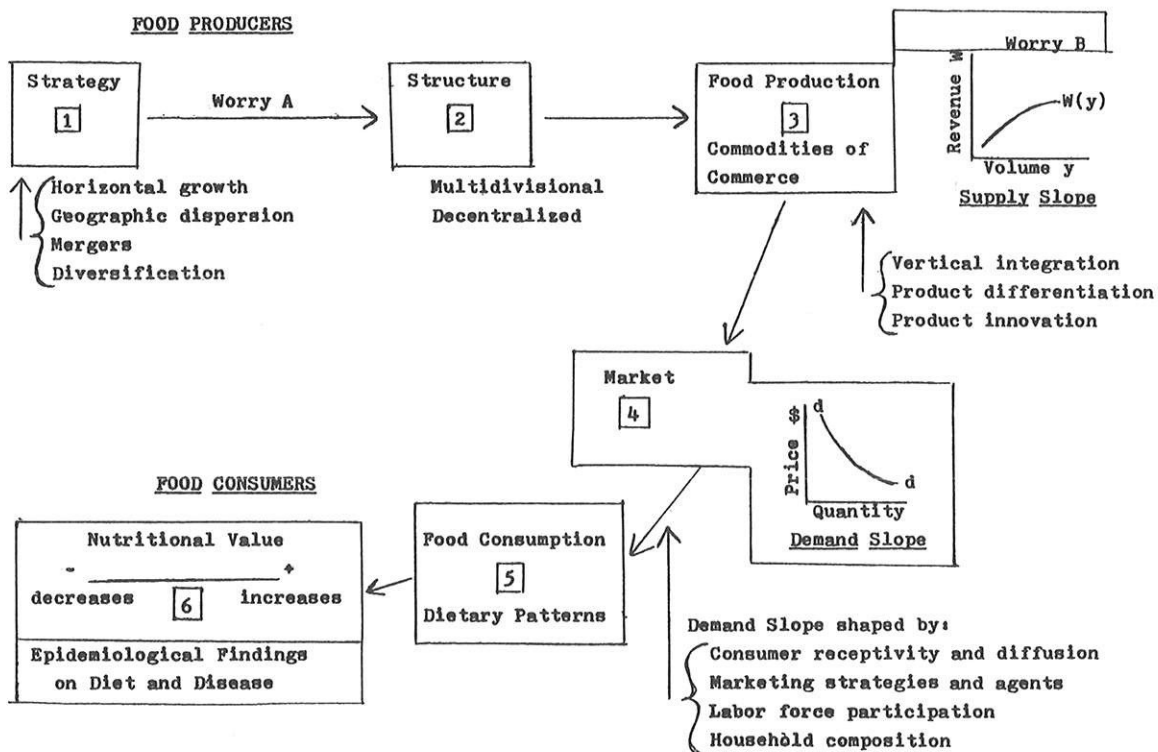 FOOD PRODUCERS
Strategy
1
Worry A
Structure
2
Food Production
3
Commodities of
Commerce
Worry B
Revenue W
W(y)
Volume y
Supply Slope
Horizontal growth
Geographic dispersion
Mergers
Diversification
Multidivisional
Decentralized
Vertical integration
Product differentiation
Product innovation
Market
4
Price $
d
d
Quantity
Demand Slope
FOOD CONSUMERS
Nutritional Value
- +
decreases 6 increases
Epidemiological Findings
on Diet and Disease
Food Consumption
5
Dietary Patterns
Demand Slope shaped by:
Consumer receptivity and diffusion
Marketing strategies and agents
Labor force participation
Household composition